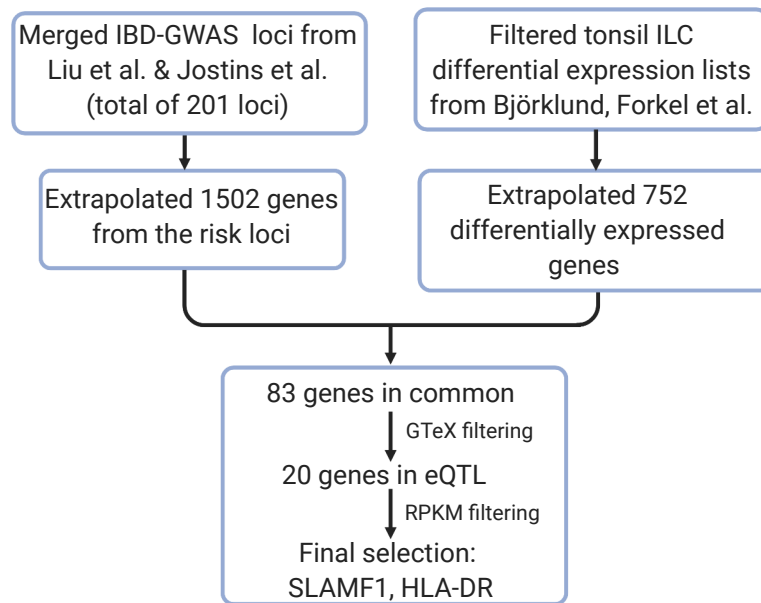 Merged IBD-GWAS loci from
Liu et al. & Jostins et al.
(total of 201 loci)
Filtered tonsil ILC
differential expression lists
from Björklund, Forkel et al.
Extrapolated 1502 genes
from the risk loci
Extrapolated 752
differentially expressed
genes
83 genes in common
GTeX filtering
20 genes in eQTL
RPKM filtering
Final selection:
SLAMF1, HLA-DR